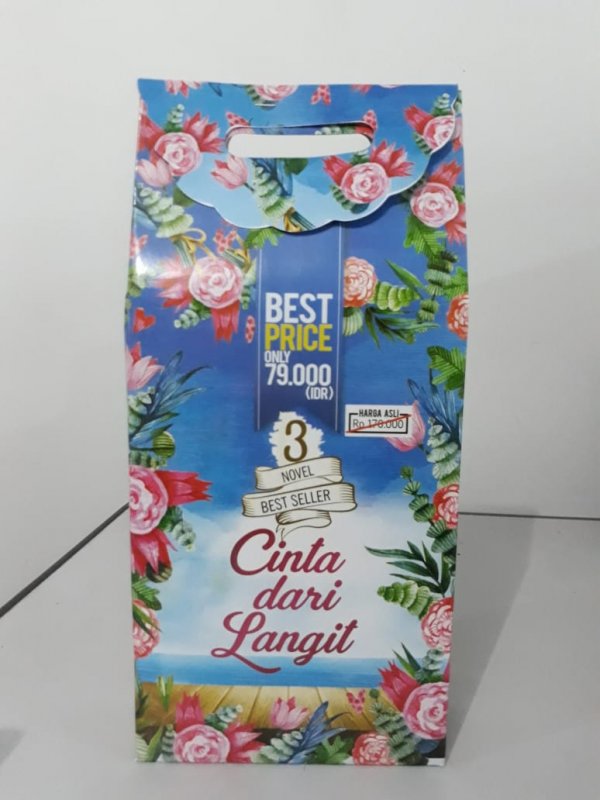 BEST
PRICE
ONLY
79.000
(IDR)
HARGA ASLI
Rp 178.000
3
NOVEL
BEST SELLER
Cinta
dari
Langit